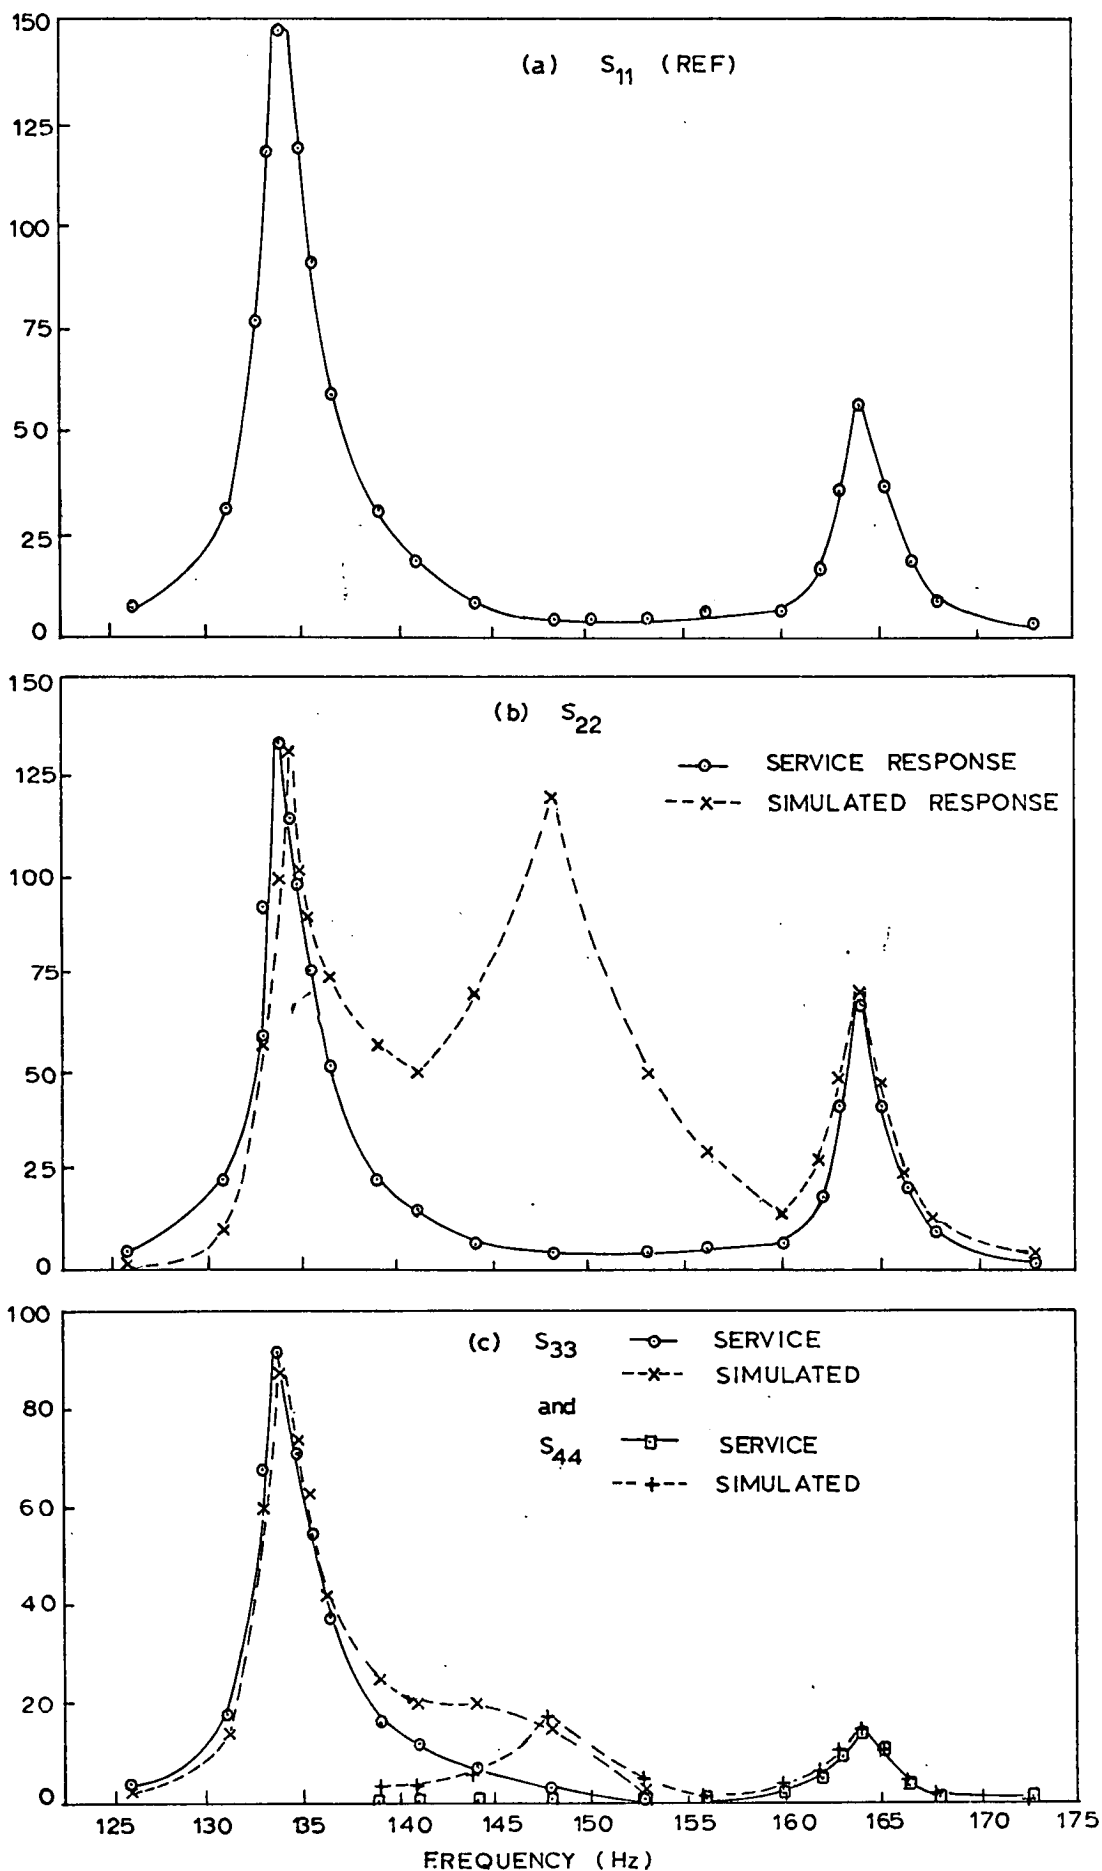 150
(a) S11 (REF)
125
100
75
50
25
0
150
(b) S22
SERVICE RESPONSE
125
SIMULATED RESPONSE
100
75
50
25
0
100
(c) S33 SERVICE
SIMULATED
80
and
S44 SERVICE
SIMULATED
60
40
20
0
125 130 135 140 145 150 155 160 165 170 175
FREQUENCY (Hz)